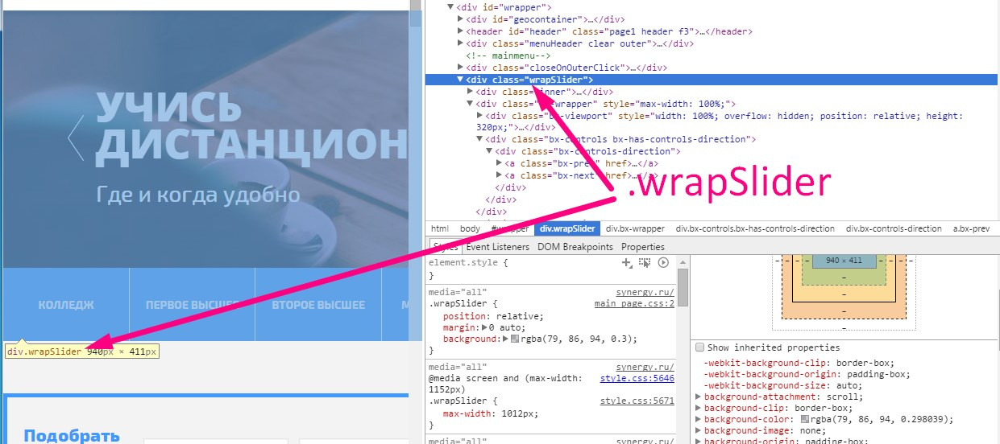 УЧИСЬ
ДИСТАНЦИОН
Где и когда удобно
КОЛЛЕДЖ
ПЕРВОЕ ВЫСШЕЕ
ВТОРОЕ ВЫСШЕЕ
div.wrapSlider 940px × 411px
Подобрать
<div id="wrapper">
<div id="geocontainer">…</div>
<header id="header" class="page1 header f3">…</header>
<div class="menuHeader clear outer">…</div>
<!-- mainmenu-->
<div class="closeOnOuterClick">…</div>
<div class="wrapSlider">
<div class="inner">…</div>
<div class="bx-wrapper" style="max-width: 100%;">
<div class="bx-viewport" style="width: 100%; overflow: hidden; position: relative; height:
320px;">…</div>
<div class="bx-controls bx-has-controls-direction">
<div class="bx-controls-direction">
<a class="bx-prev" href>…</a>
<a class="bx-next" href>…</a>
</div>
</div>
</div>
.wrapSlider
html body #wrapper div.wrapSlider div.bx-wrapper div.bx-controls.bx-has-controls-direction div.bx-controls-direction a.bx-prev
Styles Event Listeners DOM Breakpoints Properties
element.style {
}
media="all" synergy.ru/
.wrapSlider { main page.css:2
position: relative;
margin: 0 auto;
background: rgba(79, 86, 94, 0.3);
}
media="all" synergy.ru/
@media screen and (max-width: style.css:5646
1152px)
.wrapSlider { style.css:5671
max-width: 1012px;
}
media="all" synergy.ru/
940 × 411
Show inherited properties
-webkit-background-clip: border-box;
-webkit-background-origin: padding-box;
-webkit-background-size: auto;
background-attachment: scroll;
background-clip: border-box;
background-color: rgba(79, 86, 94, 0.298039);
background-image: none;
background-origin: padding-box;